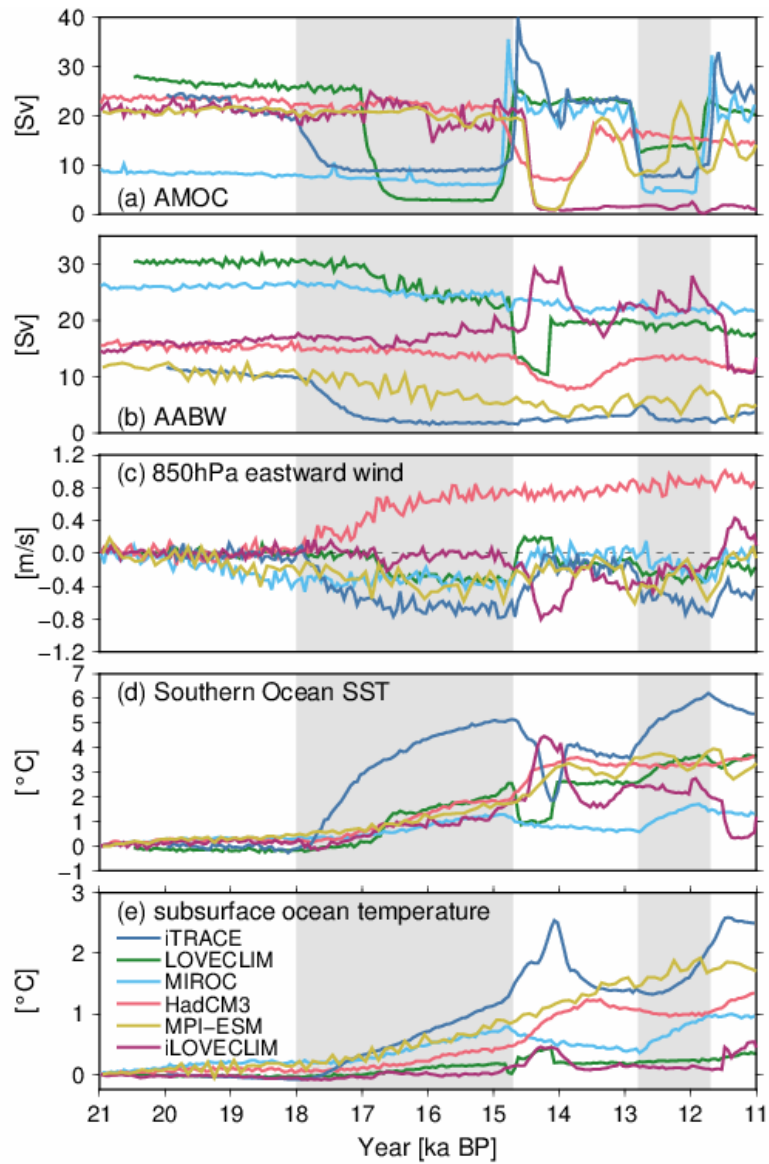 40
30
20
10
0
[Sv]
(a) AMOC
30
20
10
0
[Sv]
(b) AABW
1.2
0.8
0.4
0.0
−0.4
−0.8
−1.2
[m/s]
(c) 850hPa eastward wind
7
6
5
4
3
2
1
0
−1
[°C]
(d) Southern Ocean SST
3
2
1
0
[°C]
(e) subsurface ocean temperature
iTRACE
LOVECLIM
MIROC
HadCM3
MPI−ESM
iLOVECLIM
21 20 19 18 17 16 15 14 13 12 11
Year [ka BP]